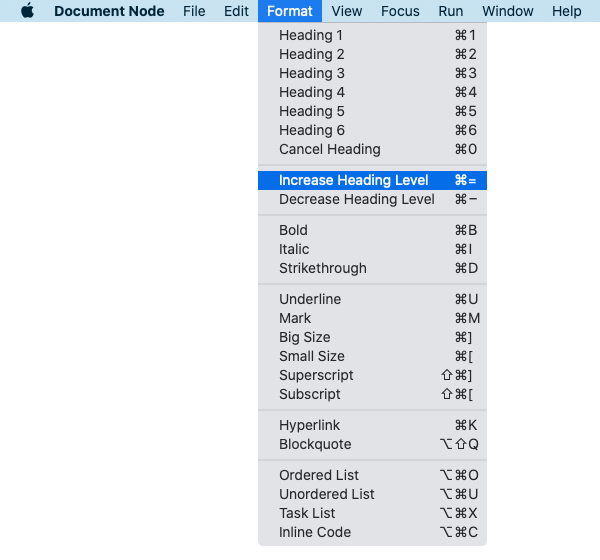 Document Node File Edit Format View Focus Run Window Help
Heading 1 ⌘1
Heading 2 ⌘2
Heading 3 ⌘3
Heading 4 ⌘4
Heading 5 ⌘5
Heading 6 ⌘6
Cancel Heading ⌘0
Increase Heading Level ⌘=
Decrease Heading Level ⌘−
Bold ⌘B
Italic ⌘I
Strikethrough ⌘D
Underline ⌘U
Mark ⌘M
Big Size ⌘]
Small Size ⌘[
Superscript ⇧⌘]
Subscript ⇧⌘[
Hyperlink ⌘K
Blockquote ⌥⇧Q
Ordered List ⌥⌘O
Unordered List ⌥⌘U
Task List ⌥⌘X
Inline Code ⌥⌘C